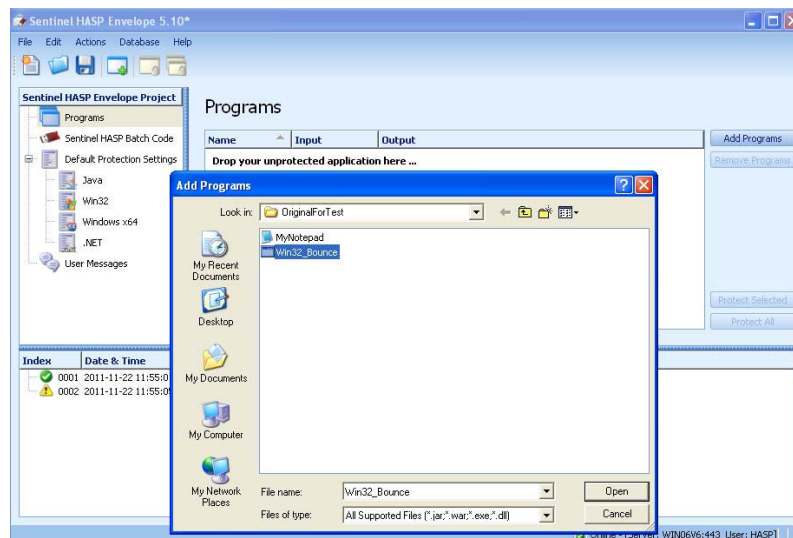 Sentinel HASP Envelope 5.10*
File Edit Actions Database Help
Sentinel HASP Envelope Project
Programs
Sentinel HASP Batch Code
Default Protection Settings
Java
Win32
Windows x64
.NET
User Messages
Programs
Name Input Output
Drop your unprotected application here ...
Add Programs
Remove Programs
Protect Selected
Protect All
Add Programs
Look in: OriginalForTest
MyNotepad
Win32_Bounce
My Recent Documents
Desktop
My Documents
My Computer
My Network Places
File name: Win32_Bounce Open
Files of type: All Supported Files (*.jar;*.war;*.exe;*.dll) Cancel
Index Date & Time
0001 2011-11-22 11:55:0
0002 2011-11-22 11:55:0
WIN06V6:443 User: HASP]